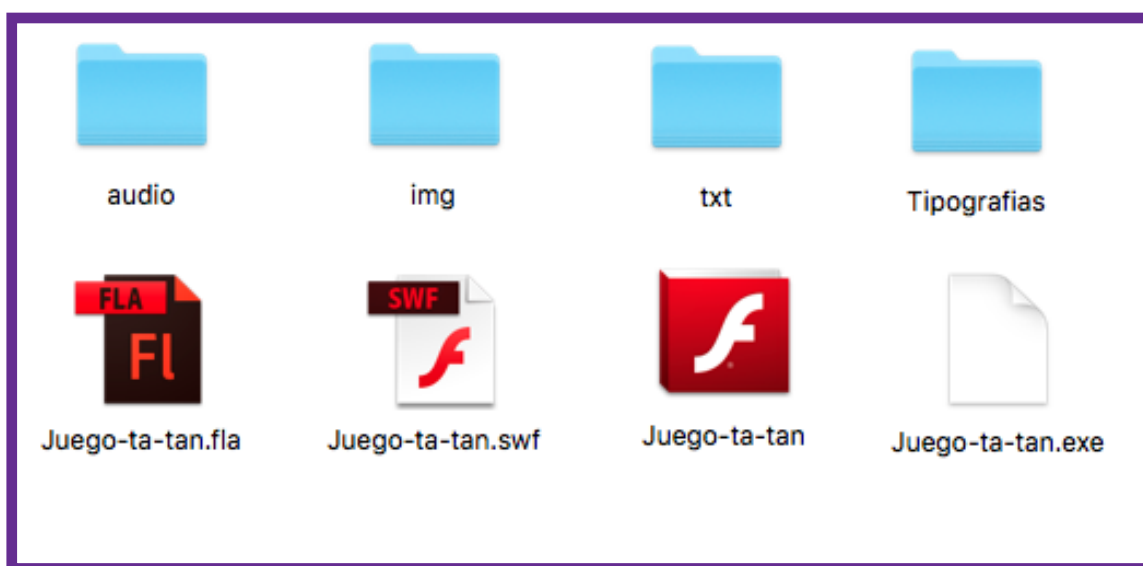 audio
img
txt
Tipografias
FLA
Fl
SWF
Juego-ta-tan.fla
Juego-ta-tan.swf
Juego-ta-tan
Juego-ta-tan.exe